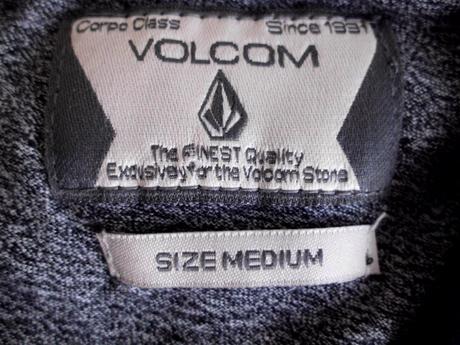 Corpo Class Since 1991
VOLCOM
The FINEST Quality
Exclusively for the Volcom Stone
SIZE MEDIUM